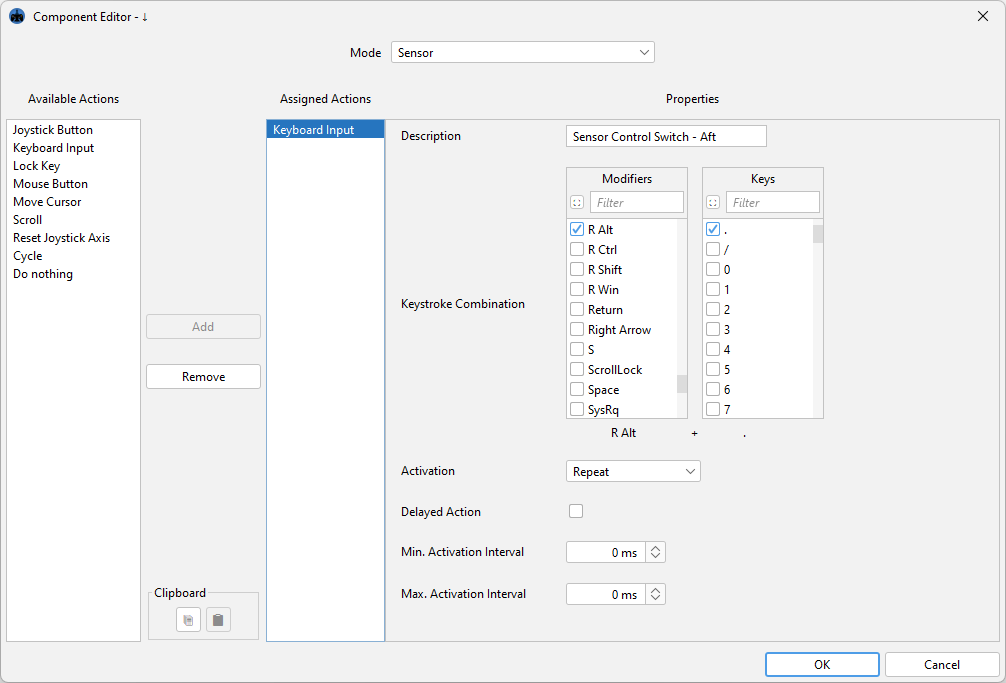 Component Editor - ↓
Mode
Sensor
Available Actions
Joystick Button
Keyboard Input
Lock Key
Mouse Button
Move Cursor
Scroll
Reset Joystick Axis
Cycle
Do nothing
Add
Remove
Clipboard
Assigned Actions
Keyboard Input
Properties
Description
Sensor Control Switch - Aft
Keystroke Combination
Modifiers
Filter
R Alt
R Ctrl
R Shift
R Win
Return
Right Arrow
S
ScrollLock
Space
SysRq
Keys
Filter
.
/
0
1
2
3
4
5
6
7
R Alt + .
Activation
Repeat
Delayed Action
Min. Activation Interval
0 ms
Max. Activation Interval
0 ms
OK
Cancel